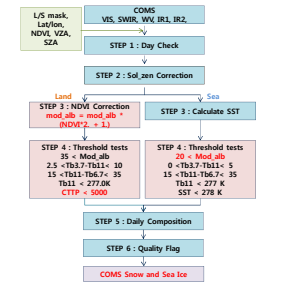 L/S mask,
Lat/lon,
NDVI, VZA,
SZA
COMS
VIS, SWIR, WV, IR1, IR2,
STEP 1 : Day Check
STEP 2 : Sol_zen Correction
Land
Sea
STEP 3 : NDVI Correction
mod_alb = mod_alb *
(NDVI*2. + 1.)
STEP 3 : Calculate SST
STEP 4 : Threshold tests
35 < Mod_alb
2.5 <Tb3.7-Tb11< 10
15 <Tb11-Tb6.7< 35
Tb11 < 277.0K
CTTP < 5000
STEP 4 : Threshold tests
20 < Mod_alb
0 <Tb3.7-Tb11< 5
15 <Tb11-Tb6.7< 35
Tb11 < 277 K
SST < 278 K
STEP 5 : Daily Composition
STEP 6 : Quality Flag
COMS Snow and Sea Ice